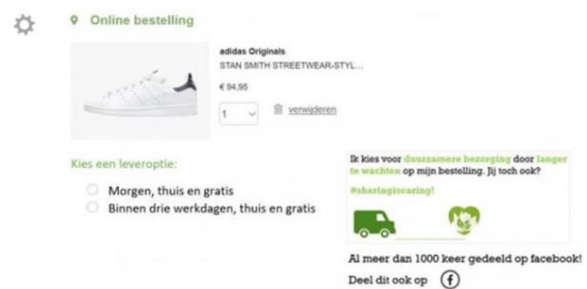 Online bestelling
adidas Originals
STAN SMITH STREETWEAR-STYL...
€ 94,95
1
verwijderen
Kies een leveroptie:
Morgen, thuis en gratis
Binnen drie werkdagen, thuis en gratis
Ik kies voor duurzamere bezorging door langer
te wachten op mijn bestelling. Jij toch ook?
#sharingiscaring!
Al meer dan 1000 keer gedeeld op facebook!
Deel dit ook op